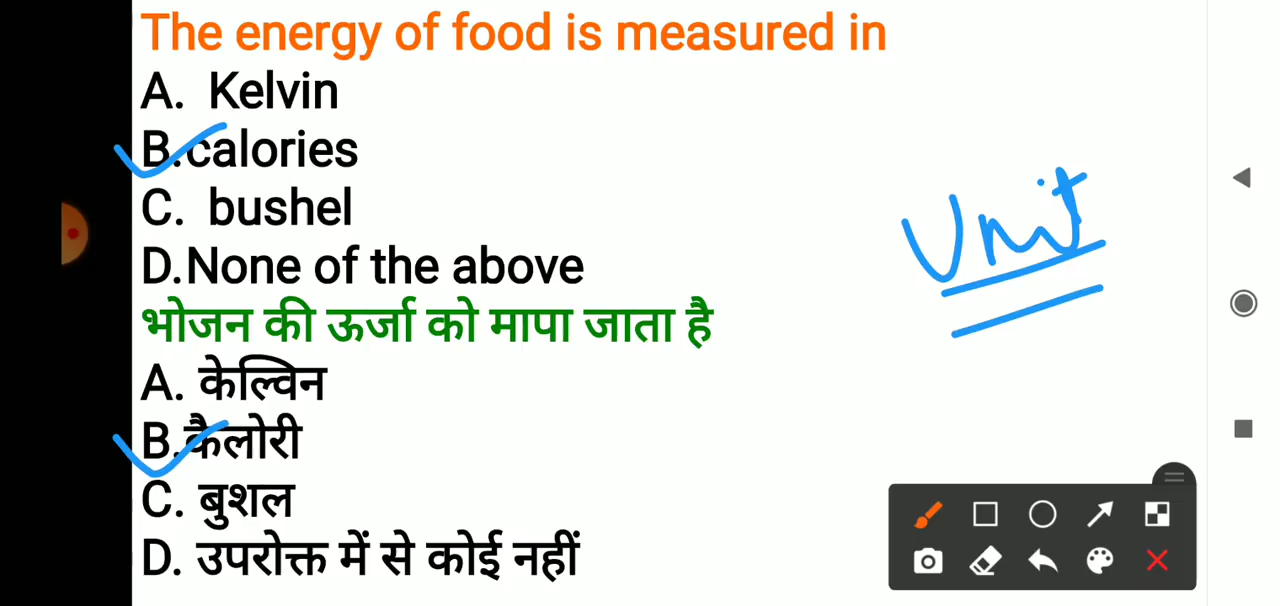 The energy of food is measured in
A. Kelvin
B.calories
C. bushel
D.None of the above
भोजन की ऊर्जा को मापा जाता है
A. केल्विन
B.कैलोरी
C. बुशल
D. उपरोक्त में से कोई नहीं
Unit